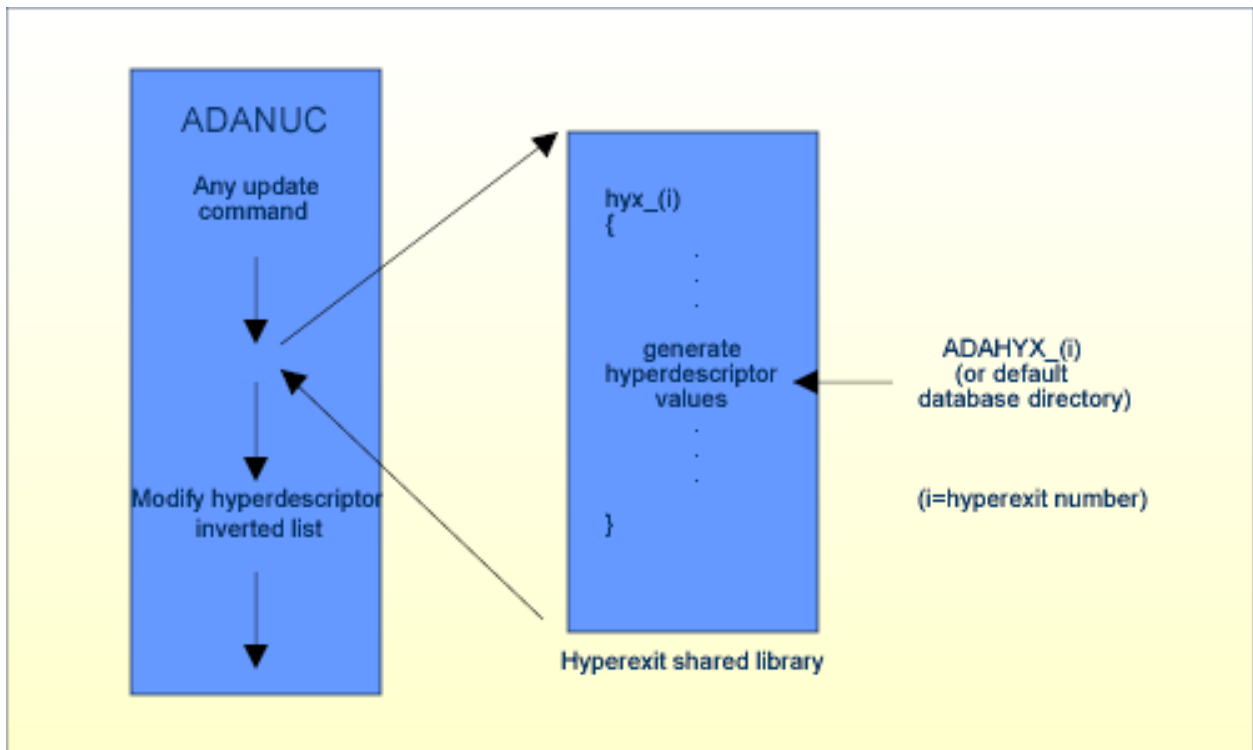 ADANUC
Any update
command
Modify hyperdescriptor
inverted list
hyx_(i)
{
.
.
.
generate
hyperdescriptor
values
.
.
.
}
Hyperexit shared library
ADAHYX_(i)
(or default
database directory)
(i=hyperexit number)